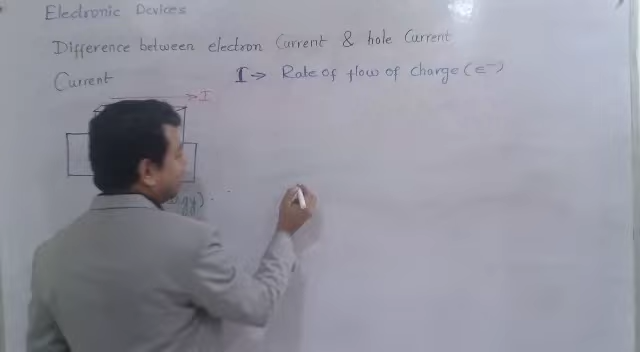 Electronic Devices
Difference between electron Current & hole Current
Current I → Rate of flow of charge (e⁻)
→ I